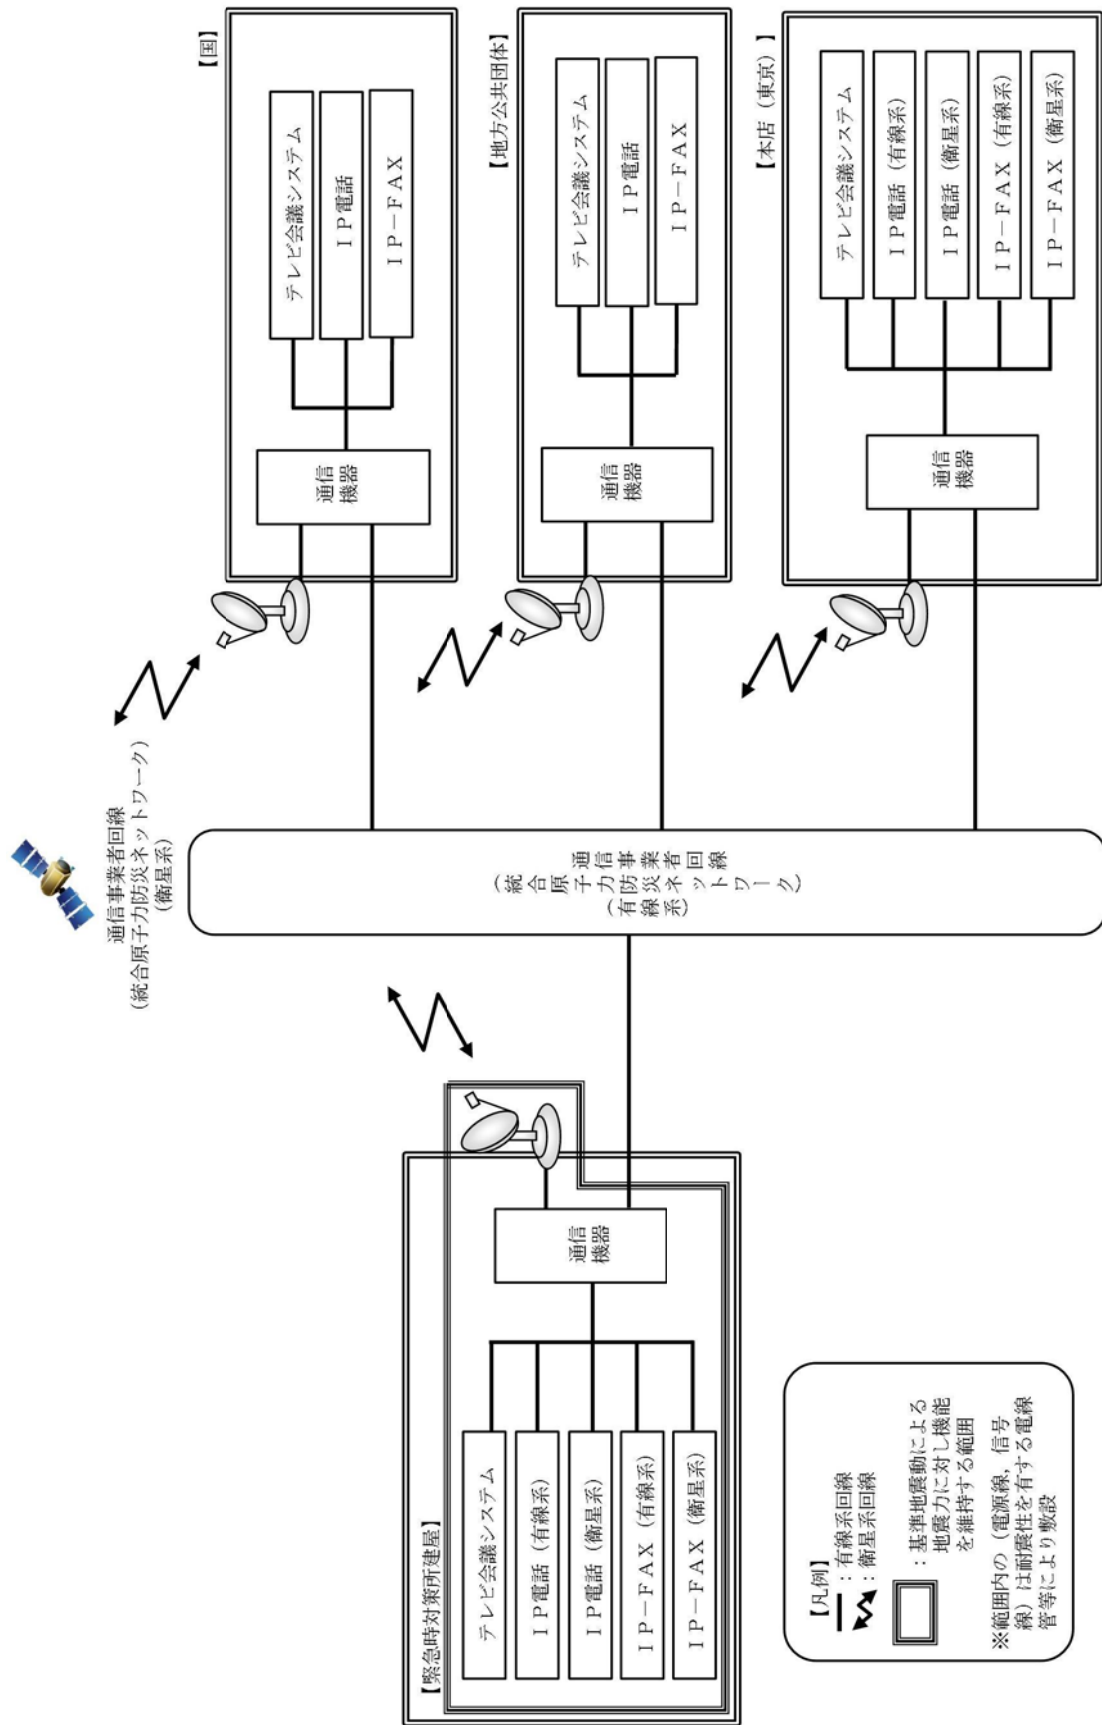 【緊急時対策所建屋】
テレビ会議システム
ＩＰ電話（有線系）
ＩＰ電話（衛星系）
ＩＰ－ＦＡＸ（有線系）
ＩＰ－ＦＡＸ（衛星系）
通信
機器
通信事業者回線
（統合原子力防災ネットワーク）
（衛星系）
通信事業者回線
（統合原子力防災ネットワーク）
（有線系）
【国】
テレビ会議システム
ＩＰ電話
ＩＰ－ＦＡＸ
通信
機器
【地方公共団体】
テレビ会議システム
ＩＰ電話
ＩＰ－ＦＡＸ
通信
機器
【本店（東京）】
テレビ会議システム
ＩＰ電話（有線系）
ＩＰ電話（衛星系）
ＩＰ－ＦＡＸ（有線系）
ＩＰ－ＦＡＸ（衛星系）
通信
機器
【凡例】
：有線系回線
：衛星系回線
：基準地震動による
地震力に対し機能
を維持する範囲
※範囲内の（電源線，信号
線）は耐震性を有する電線
管等により敷設